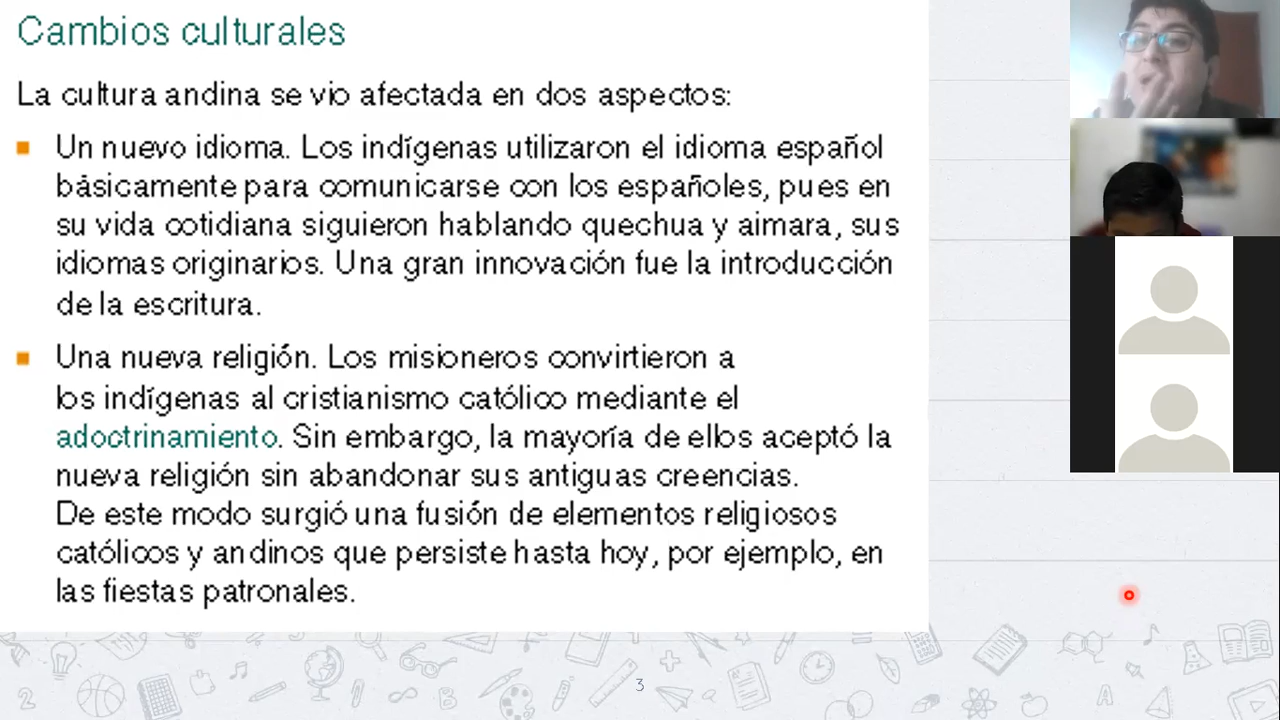 Cambios culturales
La cultura andina se vio afectada en dos aspectos:
Un nuevo idioma. Los indígenas utilizaron el idioma español
básicamente para comunicarse con los españoles, pues en
su vida cotidiana siguieron hablando quechua y aimara, sus
idiomas originarios. Una gran innovación fue la introducción
de la escritura.
Una nueva religión. Los misioneros convirtieron a
los indígenas al cristianismo católico mediante el
adoctrinamiento. Sin embargo, la mayoría de ellos aceptó la
nueva religión sin abandonar sus antiguas creencias.
De este modo surgió una fusión de elementos religiosos
católicos y andinos que persiste hasta hoy, por ejemplo, en
las fiestas patronales.
3